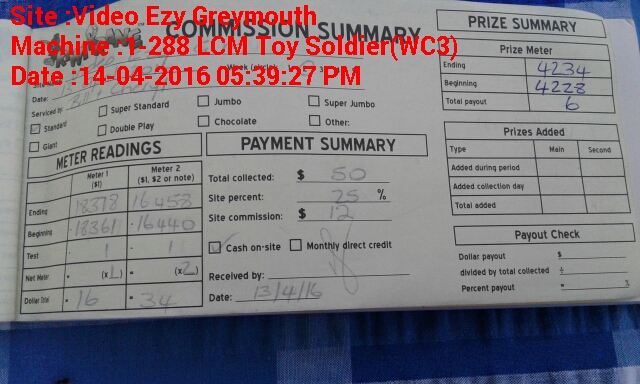 Site :Video Ezy Greymouth
Machine : T-288 LCM Toy Soldier(WC3)
Date :14-04-2016 05:39:27 PM
COMMISSION SUMMARY
Date:
Serviced by
Standard
Super Standard
Jumbo
Super Jumbo
Giant
Double Play
Chocolate
Other:
METER READINGS
Meter 1 ($1)
Meter 2 ($1, $2 or note)
Ending 18378 16458
Beginning 18361 16440
Test 1 1
Net Meter = (x1) = (x2)
Dollar Total = 16 = 34
PAYMENT SUMMARY
Total collected: $ 50
Site percent: 25 %
Site commission: $ 12
Cash on-site Monthly direct credit
Received by:
Date: 13/4/16
PRIZE SUMMARY
Prize Meter
Ending 4234
Beginning 4228
Total payout 6
Prizes Added
Type Main Second
Added during period
Added collection day
Total added
Payout Check
Dollar payout $
divided by total collected ÷
Percent payout = %